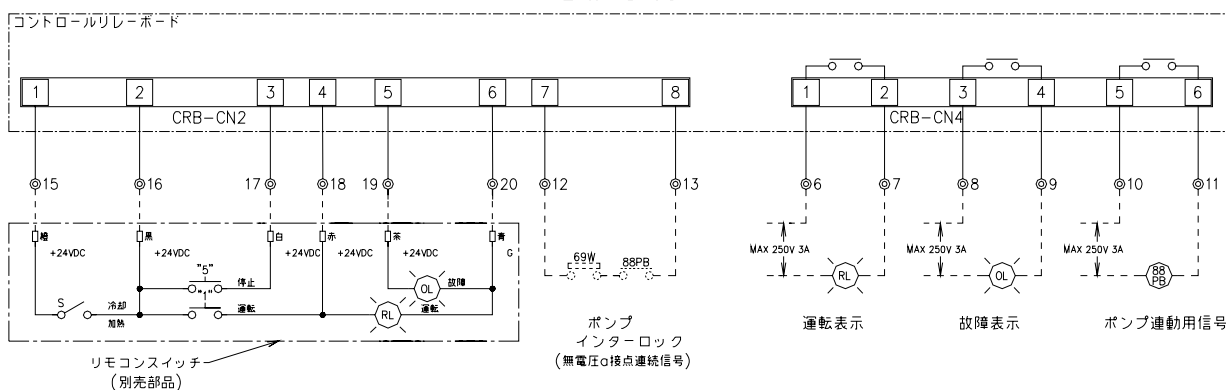 コントロールリレーボード
1 2 3 4 5 6 7 8
CRB-CN2
1 2 3 4 5 6
CRB-CN4
15 16 17 18 19 20 12 13
6 7 8 9 10 11
橙 黒 白 赤 茶 青
+24VDC +24VDC +24VDC +24VDC +24VDC G
MAX 250V 3A MAX 250V 3A MAX 250V 3A
69W 88PB
"5" 停止
OL 故障
S 冷却
加熱
"1" 運転
RL 運転
RL OL 88
PB
リモコンスイッチ
(別売部品)
ポンプ
インターロック
(無電圧a接点連続信号)
運転表示 故障表示 ポンプ連動用信号